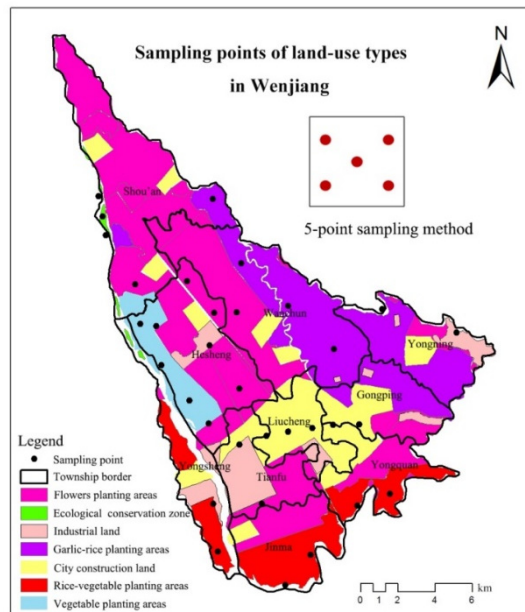 Sampling points of land-use types
in Wenjiang
N
5-point sampling method
Shou'an
Wanchun
Yongning
Hesheng
Gongping
Liucheng
Yongsheng
Tianfu
Yongquan
Jinma
Legend
Sampling point
Township border
Flowers planting areas
Ecological conservation zone
Industrial land
Garlic-rice planting areas
City construction land
Rice-vegetable planting areas
Vegetable planting areas
0 1 2 4 6
km